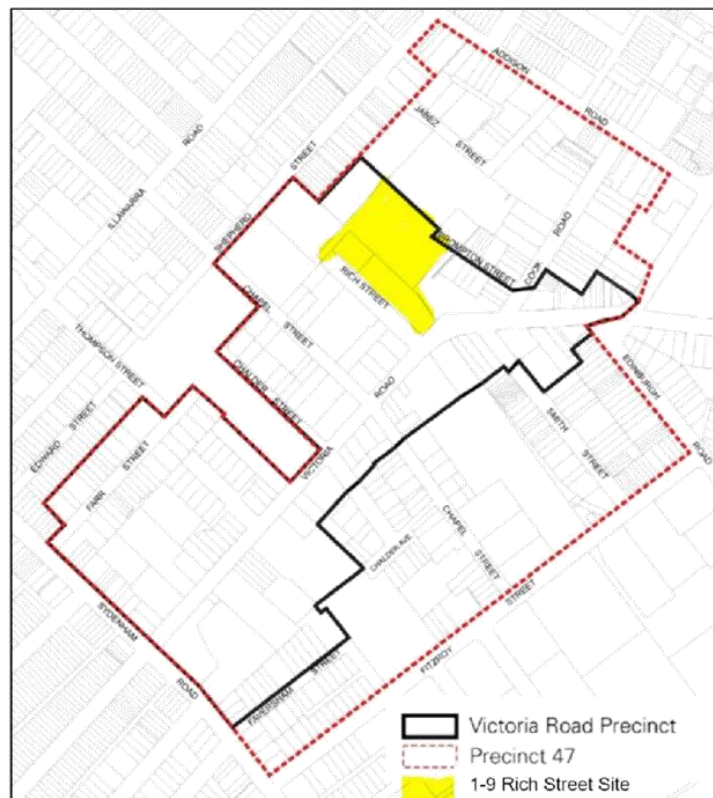 ADDISON
ROAD
JABEZ
STREET
ROAD
STREET
ILLAWARRA
SHEPHERD
ROAD
BROMPTON STREET
COOK
RICH STREET
CHAPEL
STREET
THOMPSON STREET
CHALDER
STREET
ROAD
EDINBURGH
ROAD
EDWARD
STREET
FARR
STREET
VICTORIA
SMITH
STREET
CHALDER AVE
CHAPEL
STREET
STREET
FITZROY
SYDENHAM
ROAD
FAVERSHAM
STREET
Victoria Road Precinct
Precinct 47
1-9 Rich Street Site